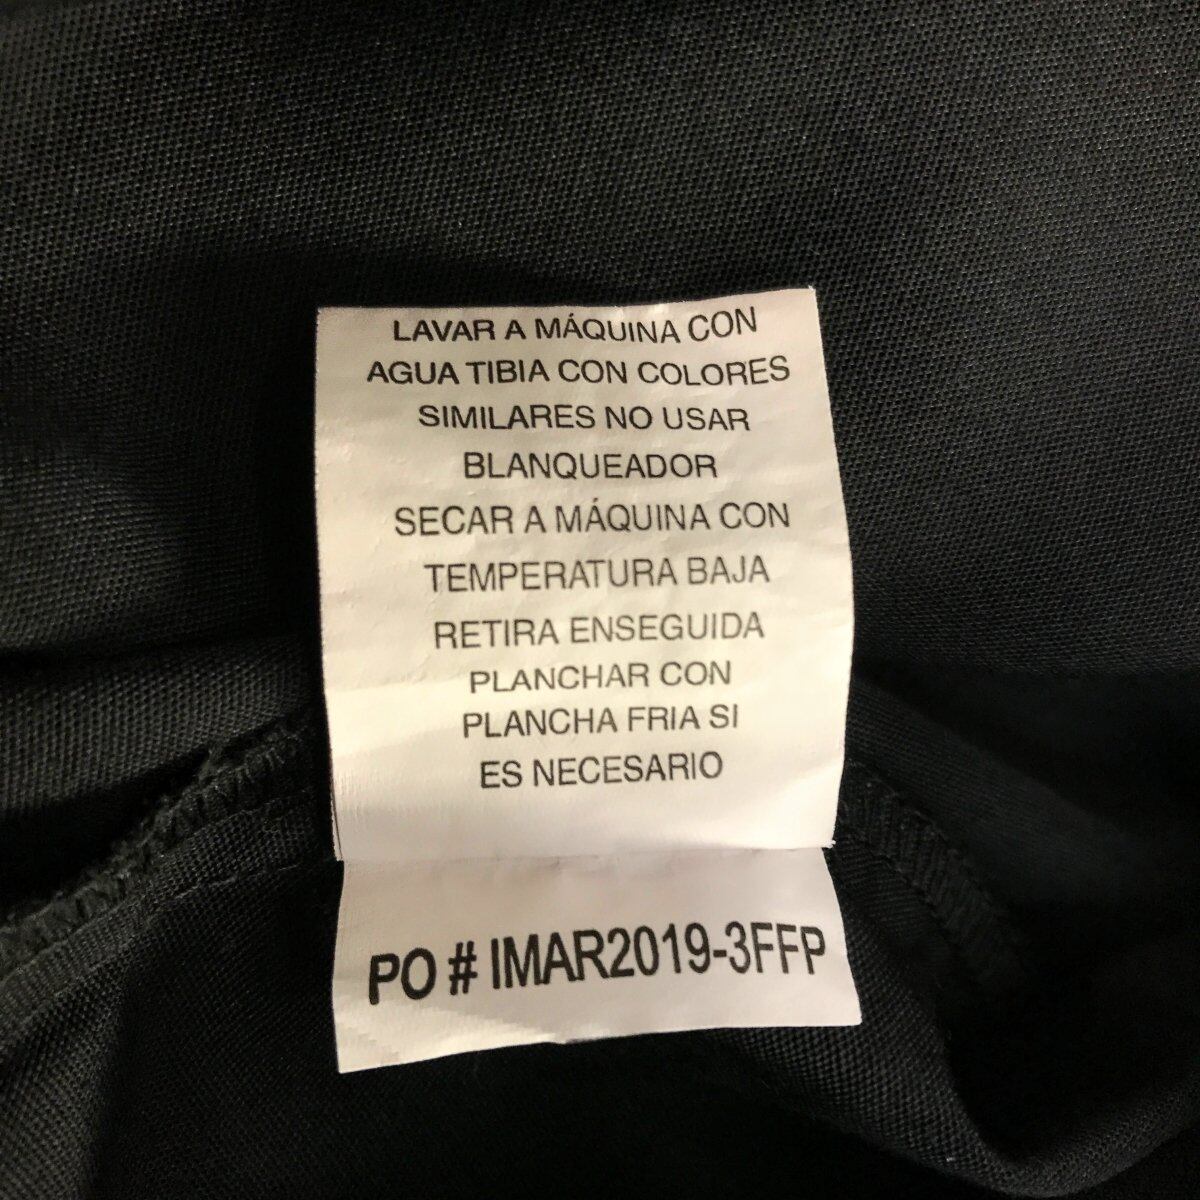 LAVAR A MÁQUINA CON
AGUA TIBIA CON COLORES
SIMILARES NO USAR
BLANQUEADOR
SECAR A MÁQUINA CON
TEMPERATURA BAJA
RETIRA ENSEGUIDA
PLANCHAR CON
PLANCHA FRIA SI
ES NECESARIO
PO # IMAR2019-3FFP